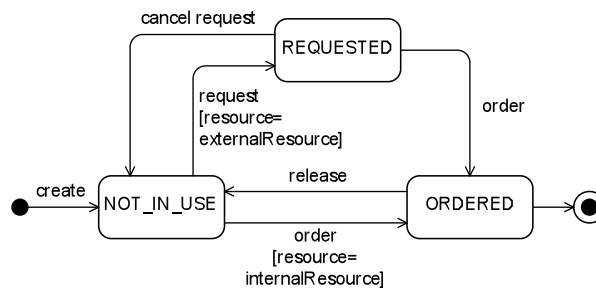 cancel request
REQUESTED
request
[resource=
externalResource]
order
create
NOT_IN_USE
release
ORDERED
order
[resource=
internalResource]